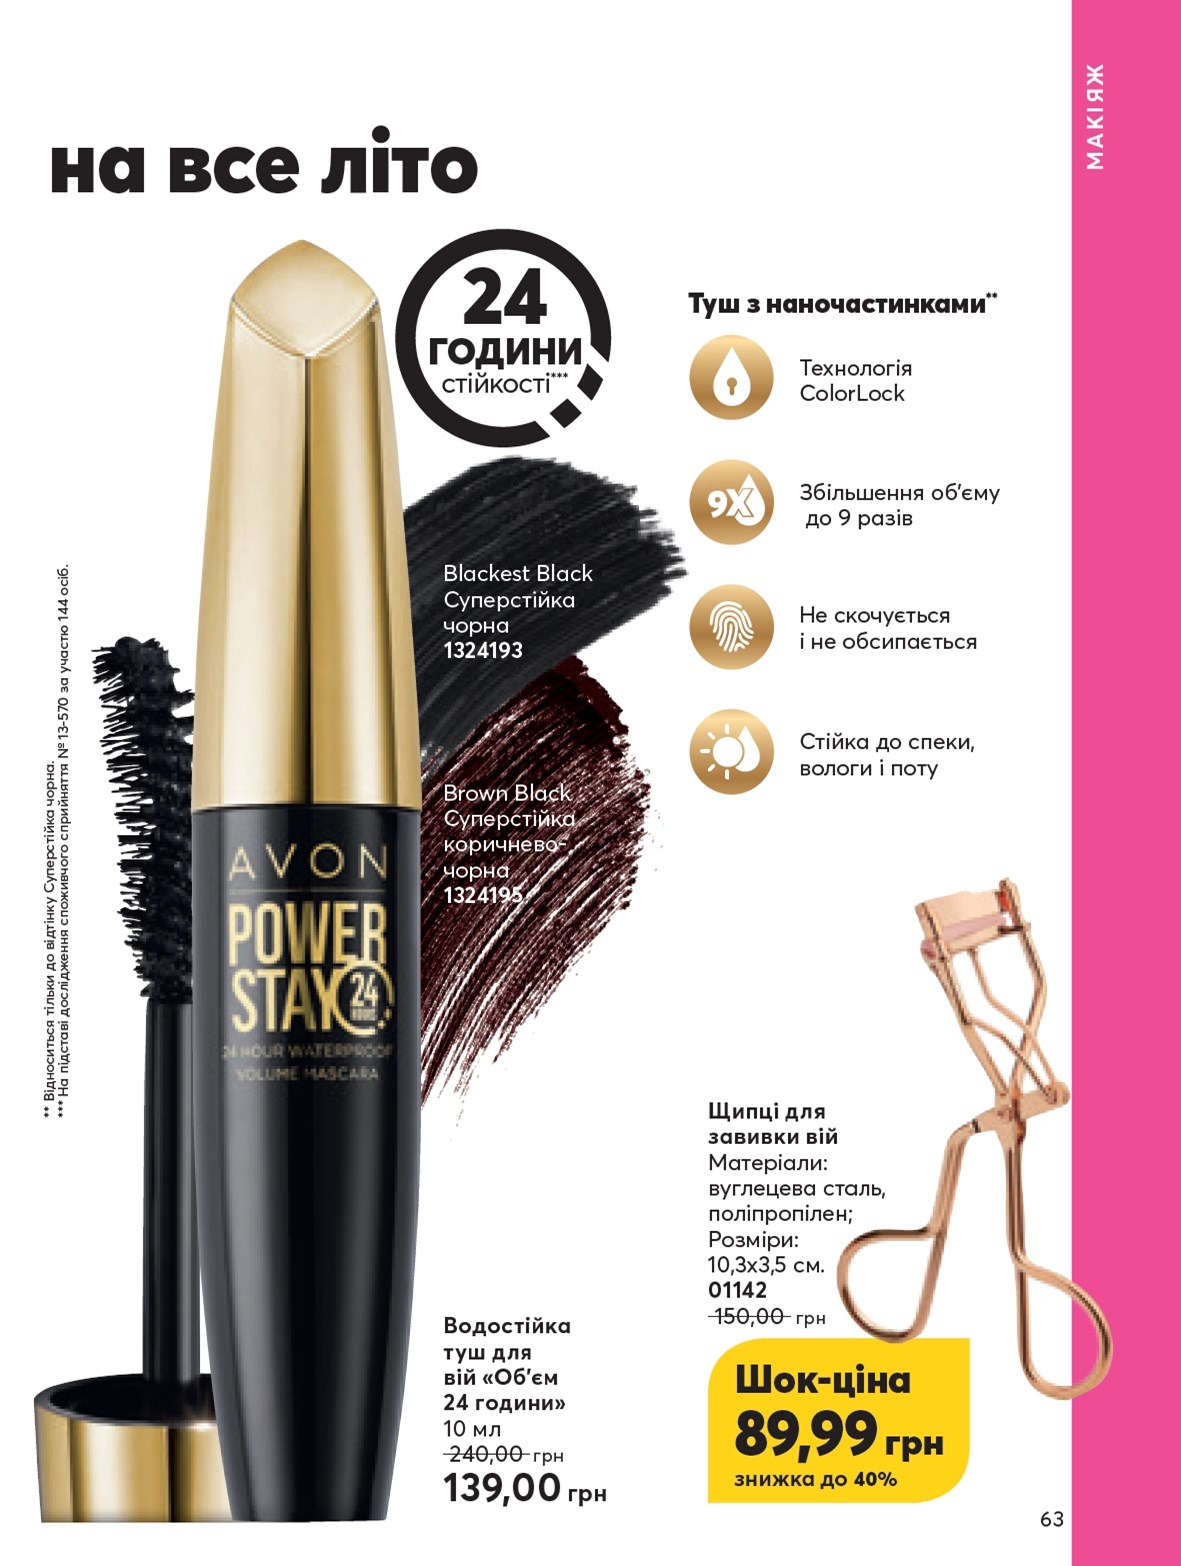 МАКІЯЖ
на все літо
24
ГОДИНИ
СТІЙКОСТІ***
Туш з наночастинками**
Технологія
ColorLock
9X
Збільшення об'єму
до 9 разів
Не скочується
і не обсипається
Стійка до спеки,
вологи і поту
Blackest Black
Суперстійка
чорна
1324193
Brown Black
Суперстійка
коричнево-
чорна
1324195
AVON
POWER
STAY
24
HOURS
24 HOUR WATERPROOF
VOLUME MASCARA
** Відноситься тільки до відтінку Суперстійка чорна.
*** На підставі дослідження споживчого сприйняття № 13-570 за участю 144 осіб.
Водостійка
туш для
вій «Об'єм
24 години»
10 мл
240,00 грн
139,00 грн
Щипці для
завивки вій
Матеріали:
вуглецева сталь,
поліпропілен;
Розміри:
10,3х3,5 см.
01142
150,00 грн
Шок-ціна
89,99 грн
знижка до 40%
63